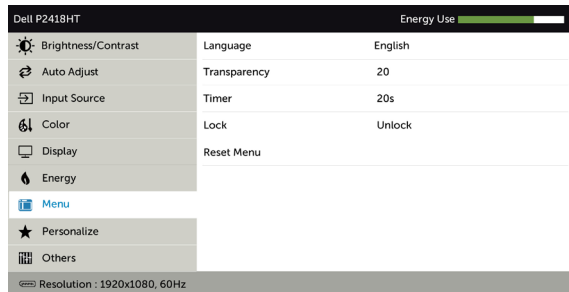 Dell P2418HT Energy Use
Brightness/Contrast Language English
Auto Adjust Transparency 20
Input Source Timer 20s
Color Lock Unlock
Display Reset Menu
Energy
Menu
Personalize
Others
Resolution : 1920x1080, 60Hz